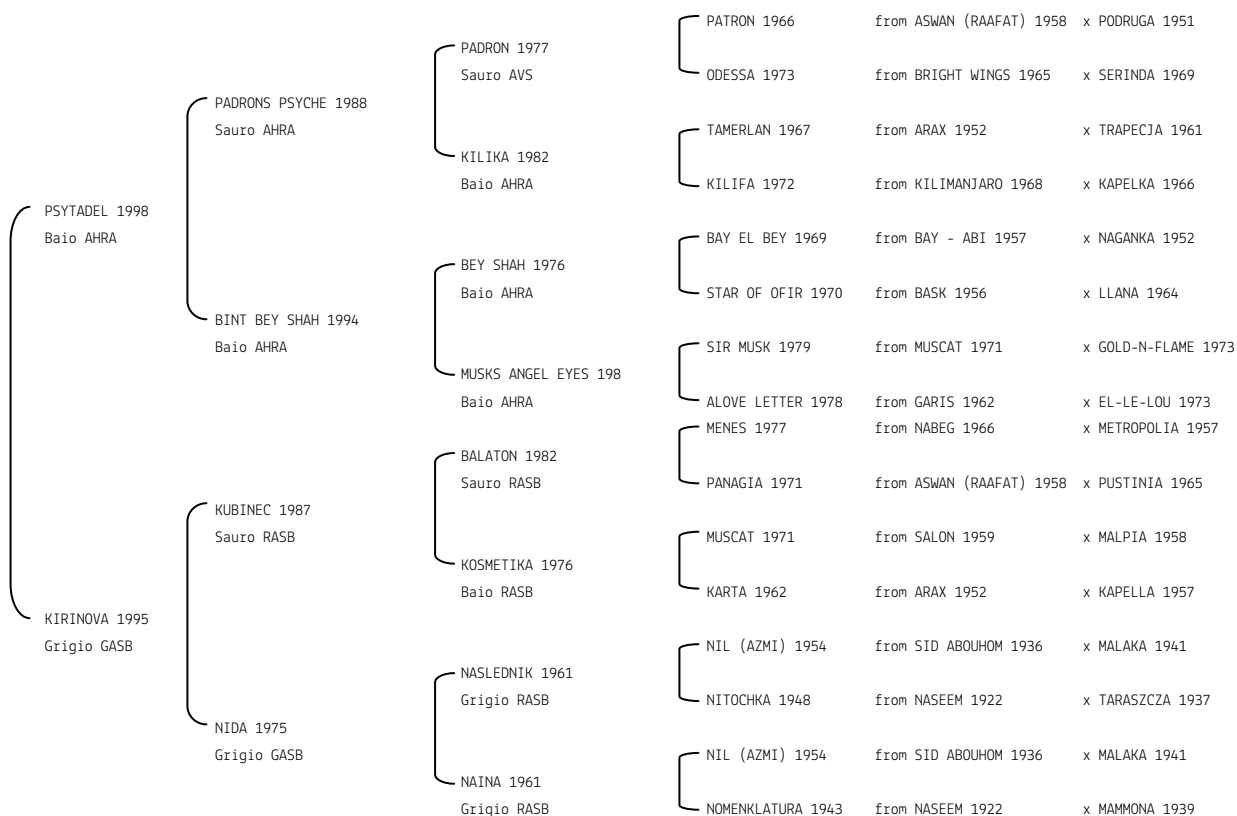 PATRON 1966 from ASWAN (RAAFAT) 1958 x PODRUGA 1951
PADRON 1977
Sauro AVS
ODESSA 1973 from BRIGHT WINGS 1965 x SERINDA 1969
PADRONS PSYCHE 1988
Sauro AHRA
TAMERLAN 1967 from ARAX 1952 x TRAPECJA 1961
KILIKA 1982
Baio AHRA
KILIFA 1972 from KILIMANJARO 1968 x KAPELKA 1966
PSYTADEL 1998
Baio AHRA
BAY EL BEY 1969 from BAY - ABI 1957 x NAGANKA 1952
BEY SHAH 1976
Baio AHRA
STAR OF OFIR 1970 from BASK 1956 x LLANA 1964
BINT BEY SHAH 1994
Baio AHRA
SIR MUSK 1979 from MUSCAT 1971 x GOLD-N-FLAME 1973
MUSKS ANGEL EYES 198
Baio AHRA
ALOVE LETTER 1978 from GARIS 1962 x EL-LE-LOU 1973
MENES 1977 from NABEG 1966 x METROPOLIA 1957
BALATON 1982
Sauro RASB
PANAGIA 1971 from ASWAN (RAAFAT) 1958 x PUSTINIA 1965
KUBINEC 1987
Sauro RASB
MUSCAT 1971 from SALON 1959 x MALPIA 1958
KOSMETIKA 1976
Baio RASB
KARTA 1962 from ARAX 1952 x KAPELLA 1957
KIRINOVA 1995
Grigio GASB
NIL (AZMI) 1954 from SID ABOUHOM 1936 x MALAKA 1941
NASLEDNIK 1961
Grigio RASB
NITOCHKA 1948 from NASEEM 1922 x TARASZCZA 1937
NIDA 1975
Grigio GASB
NIL (AZMI) 1954 from SID ABOUHOM 1936 x MALAKA 1941
NAINA 1961
Grigio RASB
NOMENKLATURA 1943 from NASEEM 1922 x MAMMONA 1939